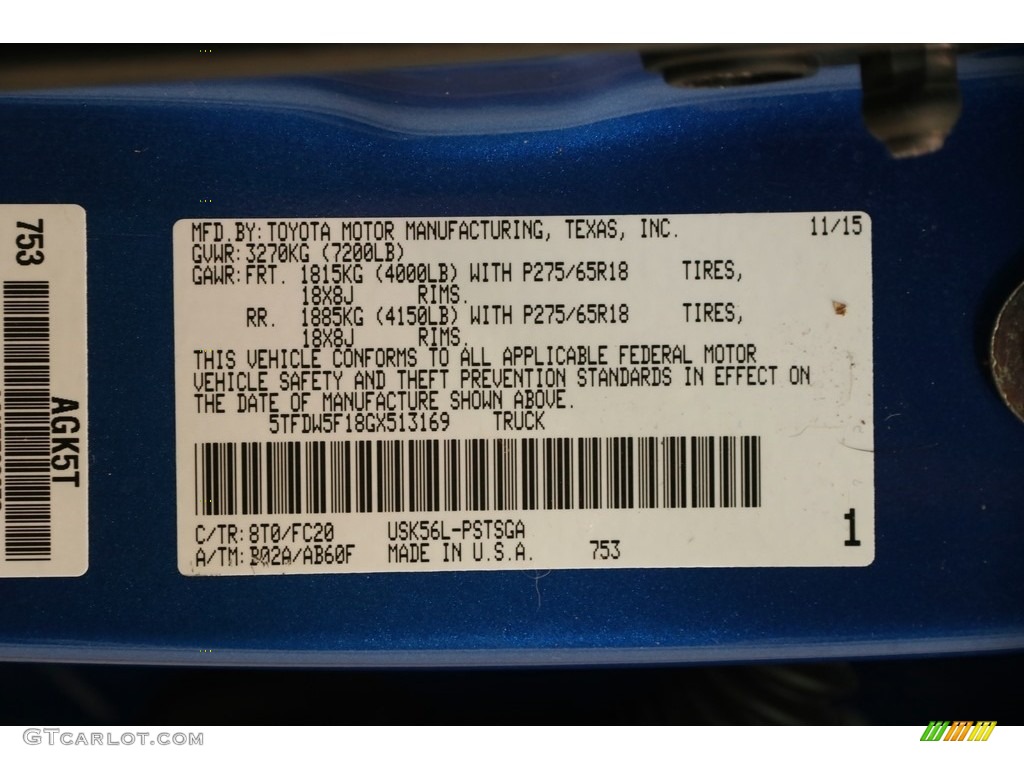 753
AGK5T
MFD.BY:TOYOTA MOTOR MANUFACTURING, TEXAS, INC. 11/15
GVWR:3270KG (7200LB)
GAWR:FRT. 1815KG (4000LB) WITH P275/65R18 TIRES,
18X8J RIMS.
RR. 1885KG (4150LB) WITH P275/65R18 TIRES,
18X8J RIMS.
THIS VEHICLE CONFORMS TO ALL APPLICABLE FEDERAL MOTOR
VEHICLE SAFETY AND THEFT PREVENTION STANDARDS IN EFFECT ON
THE DATE OF MANUFACTURE SHOWN ABOVE.
5TFDW5F18GX513169 TRUCK
C/TR:8T0/FC20 USK56L-PSTSGA
A/TM:B02A/AB60F MADE IN U.S.A. 753
1
GTCARLOT.COM